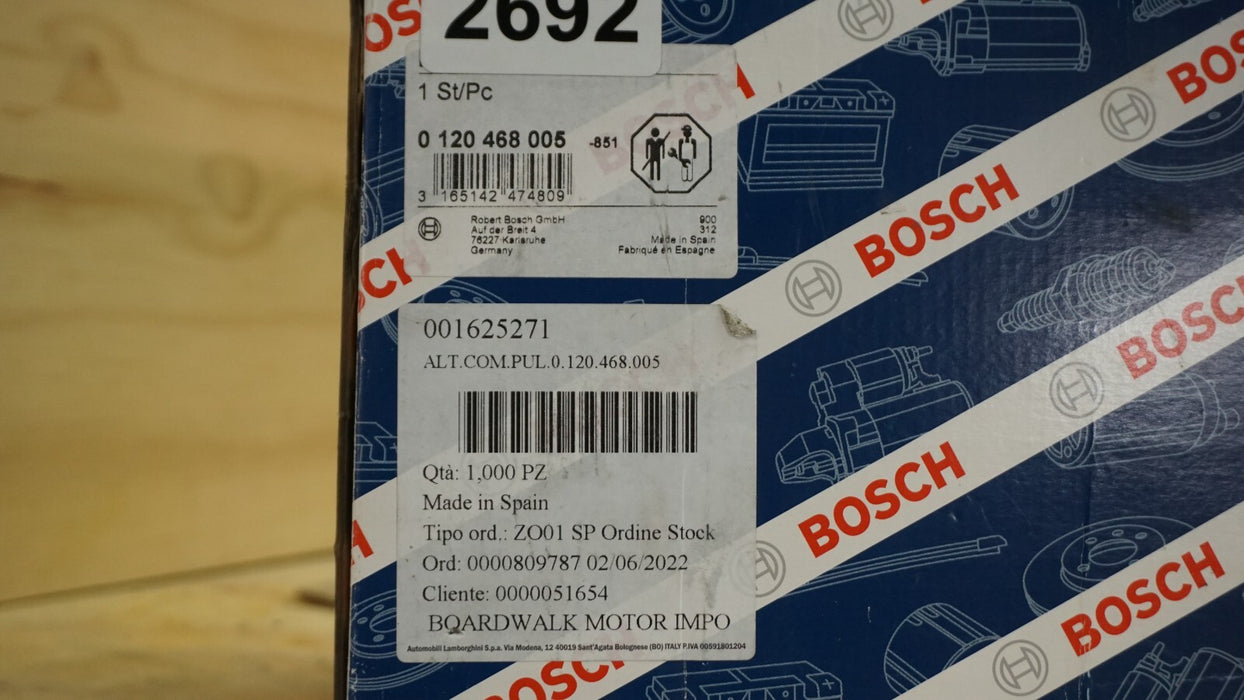 2692
1 St/Pc
0 120 468 005 -851
3 165142 474809
Robert Bosch GmbH
Auf der Breit 4
76227 Karlsruhe
Germany
900
312
Made in Spain
Fabriqué en Espagne
001625271
ALT.COM.PUL.0.120.468.005
Qtà: 1,000 PZ
Made in Spain
Tipo ord.: ZO01 SP Ordine Stock
Ord: 0000809787 02/06/2022
Cliente: 0000051654
BOARDWALK MOTOR IMPO
Automobili Lamborghini S.p.a. Via Modena, 12 40019 Sant'Agata Bolognese (BO) ITALY P.IVA 00591801204
BOSCH
BOSCH
BOSCH
BOSCH
BOSCH
BOSCH